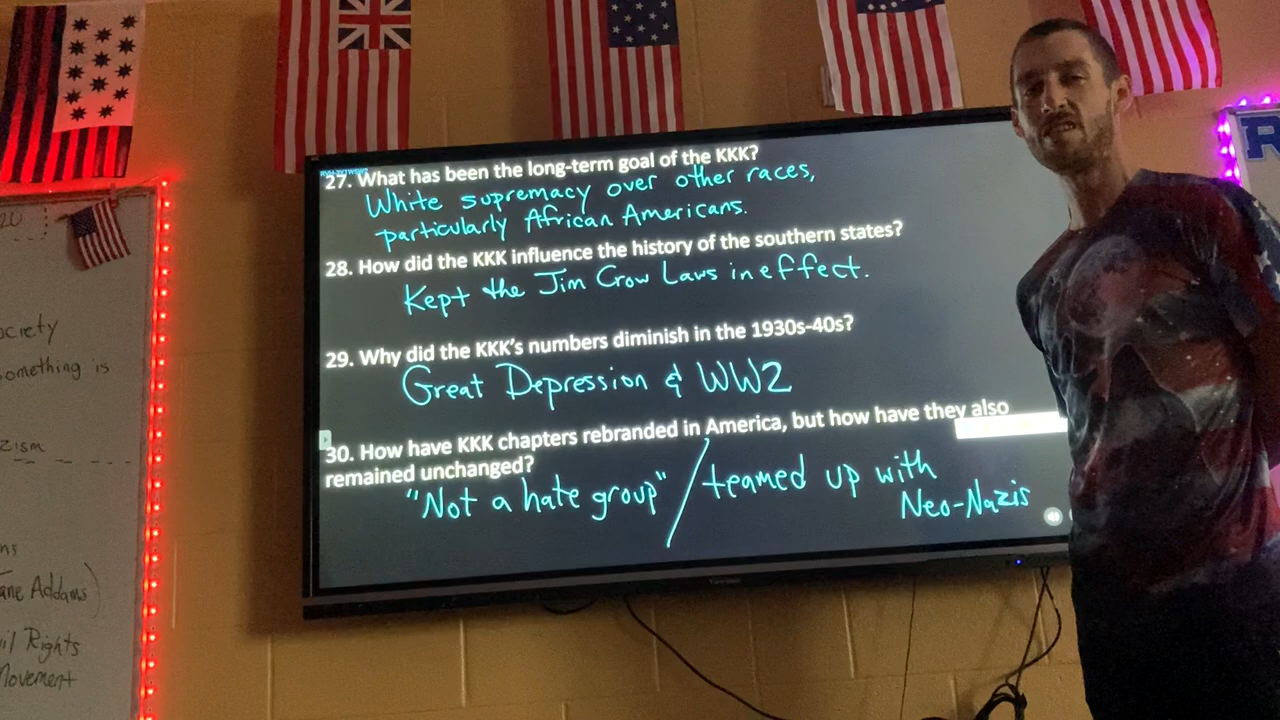 27. What has been the long-term goal of the KKK?
White supremacy over other races,
particularly African Americans.
28. How did the KKK influence the history of the southern states?
Kept the Jim Crow Laws in effect.
29. Why did the KKK's numbers diminish in the 1930s-40s?
Great Depression & WW2
30. How have KKK chapters rebranded in America, but how have they also
remained unchanged?
"Not a hate group" / teamed up with
Neo-Nazis
20
ociety
omething is
zism
ns
ane Addams)
il Rights
Movement
R